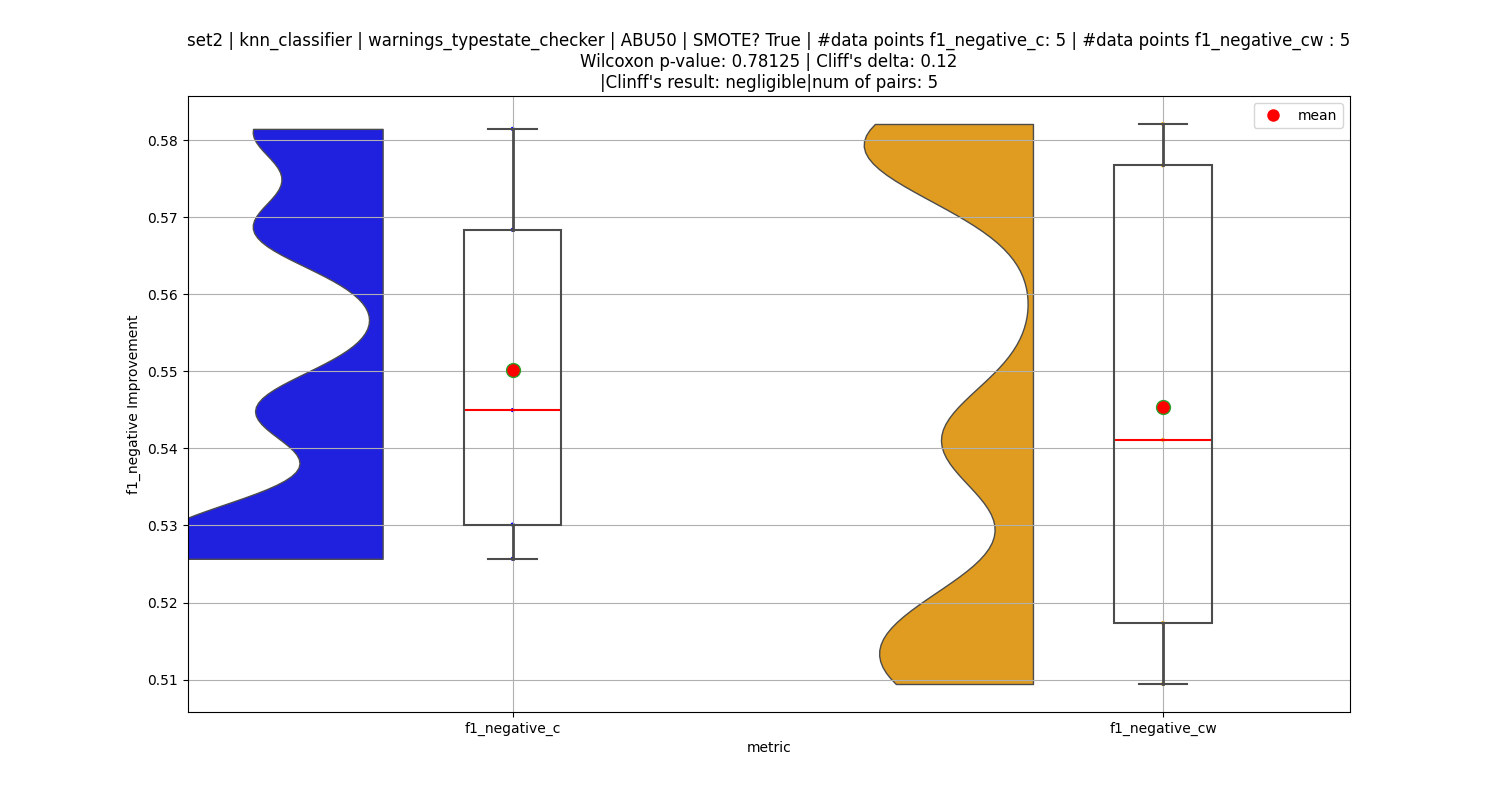 set2 | knn_classifier | warnings_typestate_checker | ABU50 | SMOTE? True | #data points f1_negative_c: 5 | #data points f1_negative_cw : 5
Wilcoxon p-value: 0.78125 | Cliff's delta: 0.12
|Clinff's result: negligible|num of pairs: 5
mean
0.58
0.57
0.56
0.55
0.54
0.53
0.52
0.51
f1_negative Improvement
f1_negative_c
f1_negative_cw
metric